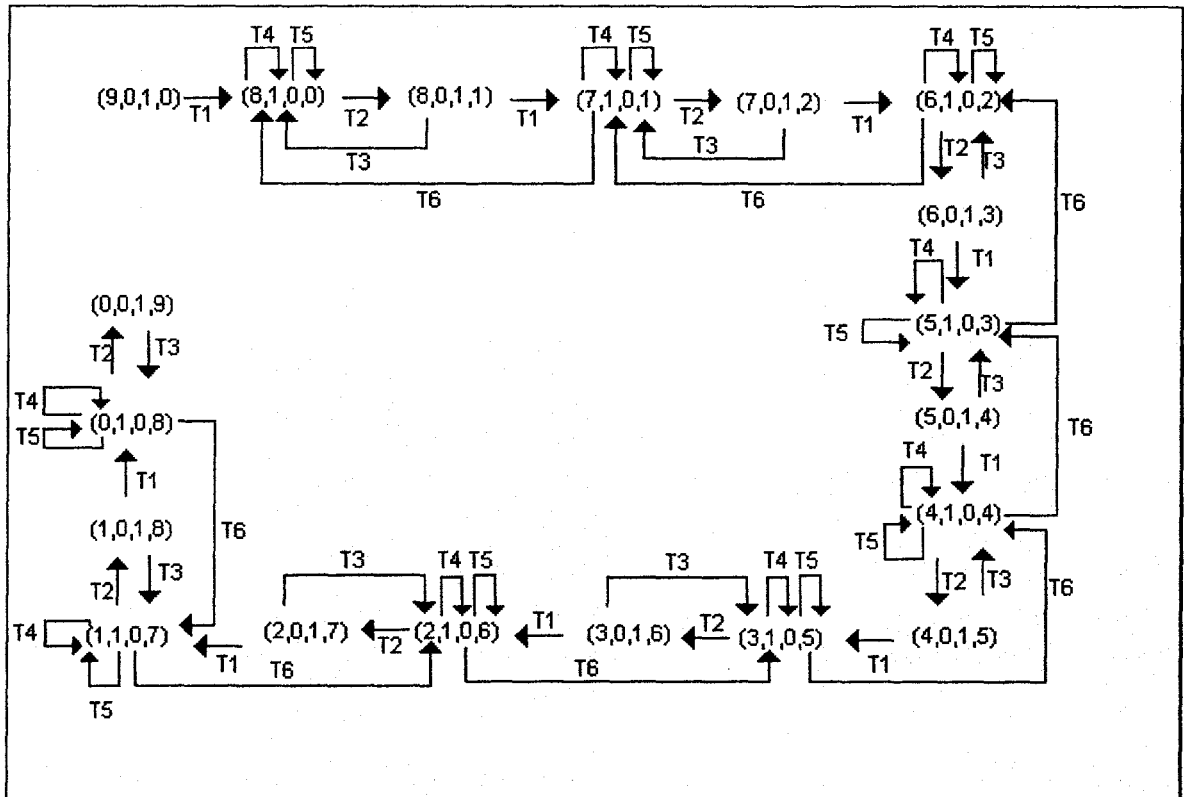 T4 T5 T4 T5 T4 T5
(9,0,1,0) T1 (8,1,0,0) T2 (8,0,1,1) T1 (7,1,0,1) T2 (7,0,1,2) T1 (6,1,0,2)
T3 T3 T2 T3
T6 T6 T6
(6,0,1,3)
T4 T1
(0,0,1,9) (5,1,0,3)
T2 T3 T5
T2 T3
T4 (0,1,0,8) (5,0,1,4) T6
T5 T4 T1
T1
(1,0,1,8) T6 (4,1,0,4)
T5
T2 T3 T3 T4 T5 T3 T4 T5 T2 T3 T6
T4 (1,1,0,7) T1 (2,0,1,7) T2 (2,1,0,6) T1 (3,0,1,6) T2 (3,1,0,5) T1 (4,0,1,5)
T5 T6 T6